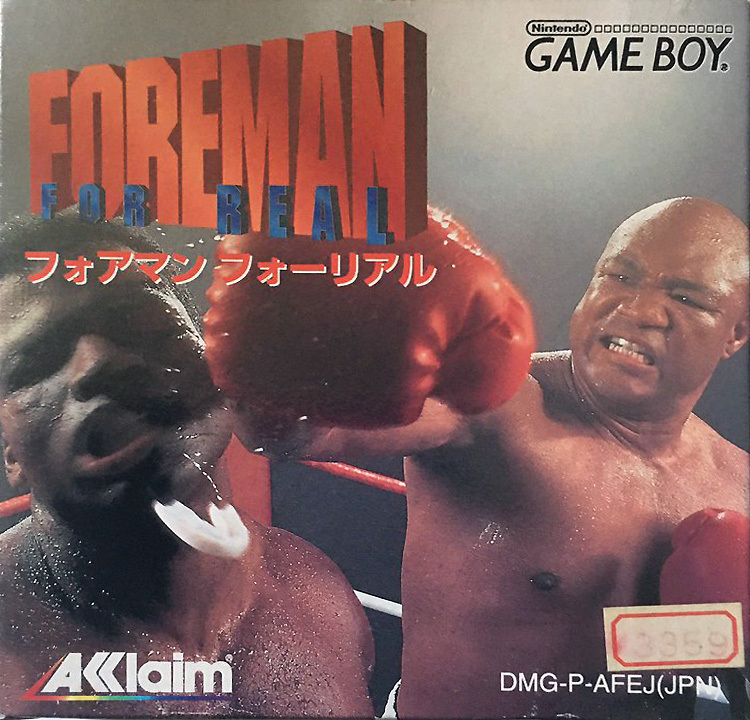 Nintendo
GAME BOY®
FOREMAN
FOR REAL
フォアマン フォーリアル
3359
AKKlaim®
DMG-P-AFEJ(JPN)